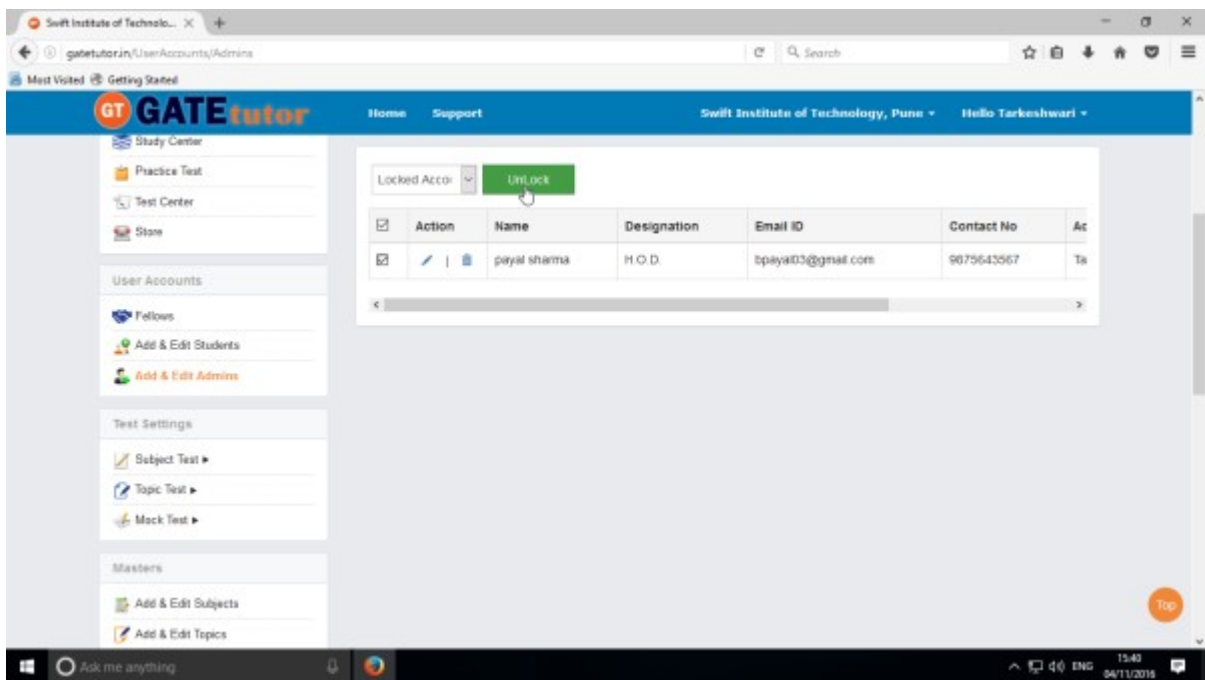 Swift Institute of Technolo...
gatetutor.in/UserAccounts/Admins
Search
Most Visited Getting Started
GT GATEtutor Home Support Swift Institute of Technology, Pune Hello Tarkeshwari
Study Center
Practice Test
Test Center
Store
User Accounts
Fellows
Add & Edit Students
Add & Edit Admins
Test Settings
Subject Test
Topic Test
Mock Test
Masters
Add & Edit Subjects
Add & Edit Topics
Locked Acco UnLock
Action Name Designation Email ID Contact No Ac
payal sharma H.O.D. bpayal03@gmail.com 9875643567 Ta
Top
Ask me anything ENG 15:40
04/11/2016